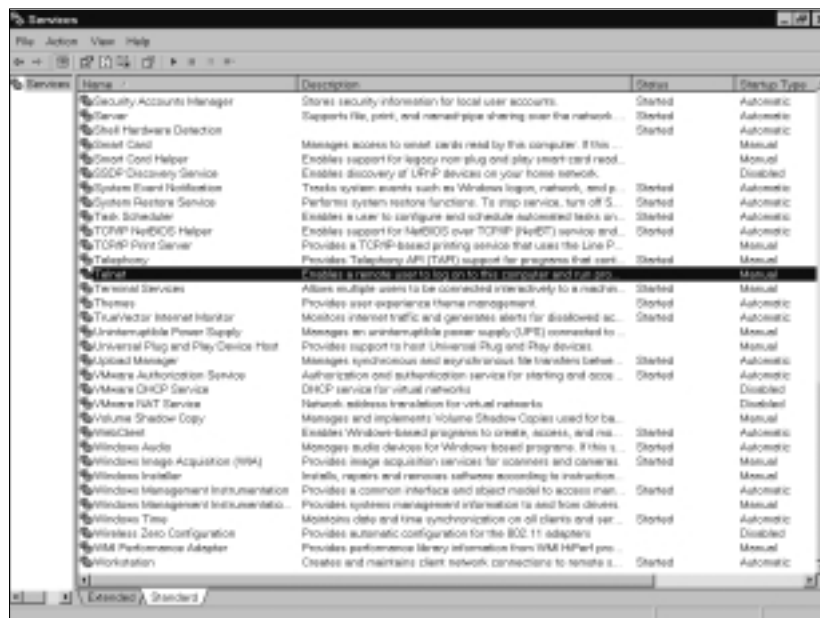 Services
File Action View Help
Services Name / Description Status Startup Type
Security Accounts Manager Stores security information for local user accounts. Started Automatic
Server Supports file, print, and named-pipe sharing over the network ... Started Automatic
Shell Hardware Detection Started Automatic
Smart Card Manages access to smart cards read by this computer. If this ... Manual
Smart Card Helper Enables support for legacy non-plug and play smart-card read... Manual
SSDP Discovery Service Enables discovery of UPnP devices on your home network. Disabled
System Event Notification Tracks system events such as Windows logon, network, and p... Started Automatic
System Restore Service Performs system restore functions. To stop service, turn off S... Started Automatic
Task Scheduler Enables a user to configure and schedule automated tasks on... Started Automatic
TCP/IP NetBIOS Helper Enables support for NetBIOS over TCP/IP (NetBT) service and... Started Automatic
TCP/IP Print Server Provides a TCP/IP-based printing service that uses the Line P... Manual
Telephony Provides Telephony API (TAPI) support for programs that cont... Started Manual
Telnet Enables a remote user to log on to this computer and run pro... Manual
Terminal Services Allows multiple users to be connected interactively to a machin... Started Manual
Themes Provides user experience theme management. Started Automatic
TrueVector Internet Monitor Monitors internet traffic and generates alerts for disallowed ac... Started Automatic
Uninterruptible Power Supply Manages an uninterruptible power supply (UPS) connected to ... Manual
Universal Plug and Play Device Host Provides support to host Universal Plug and Play devices. Manual
Upload Manager Manages synchronous and asynchronous file transfers betwe... Started Automatic
VMware Authorization Service Authorization and authentication service for starting and acce... Started Automatic
VMware DHCP Service DHCP service for virtual networks Disabled
VMware NAT Service Network address translation for virtual networks Disabled
Volume Shadow Copy Manages and implements Volume Shadow Copies used for ba... Manual
WebClient Enables Windows-based programs to create, access, and mo... Started Automatic
Windows Audio Manages audio devices for Windows-based programs. If this s... Started Automatic
Windows Image Acquisition (WIA) Provides image acquisition services for scanners and cameras Started Manual
Windows Installer Installs, repairs and removes software according to instruction... Manual
Windows Management Instrumentation Provides a common interface and object model to access man... Started Automatic
Windows Management Instrumentatio... Provides systems management information to and from drivers Manual
Windows Time Maintains date and time synchronization on all clients and ser... Started Automatic
Wireless Zero Configuration Provides automatic configuration for the 802.11 adapters Disabled
WMI Performance Adapter Provides performance library information from WMI HiPerf pro... Manual
Workstation Creates and maintains client network connections to remote s... Started Automatic
Extended Standard